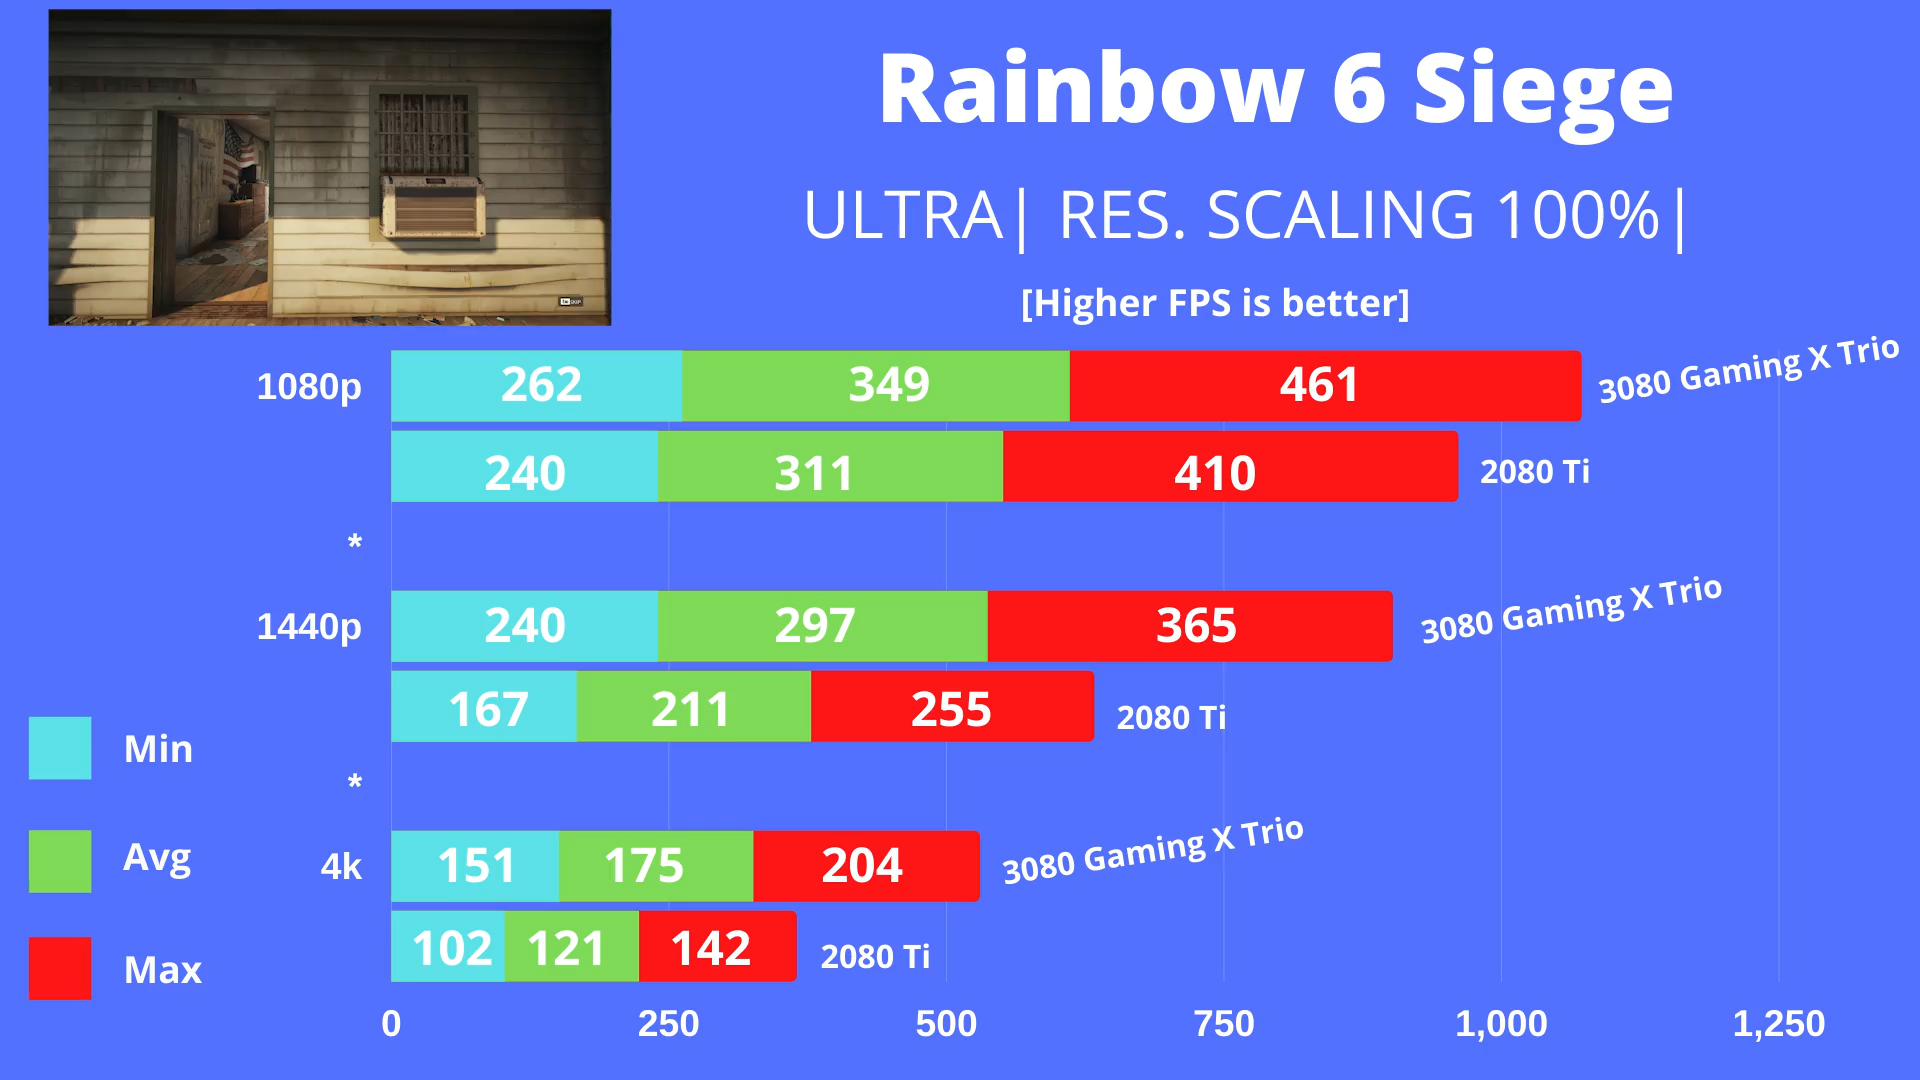 Rainbow 6 Siege
ULTRA| RES. SCALING 100%|
[Higher FPS is better]
1080p
262 349 461
3080 Gaming X Trio
240 311 410
2080 Ti
*
1440p
240 297 365
3080 Gaming X Trio
167 211 255
2080 Ti
*
4k
151 175 204
3080 Gaming X Trio
102 121 142
2080 Ti
Min
Avg
Max
0 250 500 750 1,000 1,250